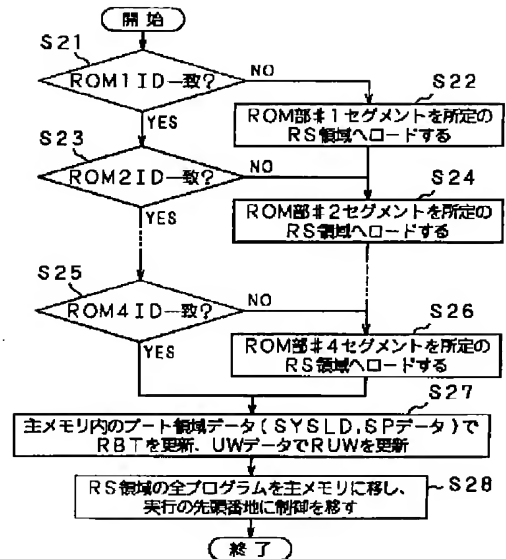 開始
S21
ROM1ID一致?
NO
YES
S22
ROM部#1セグメントを所定の
RS領域へロードする
S23
ROM2ID一致?
NO
YES
S24
ROM部#2セグメントを所定の
RS領域へロードする
S25
ROM4ID一致?
NO
YES
S26
ROM部#4セグメントを所定の
RS領域へロードする
S27
主メモリ内のブート領域データ(SYSLD,SPデータ)で
RBTを更新、UWデータでRUWを更新
S28
RS領域の全プログラムを主メモリに移し、
実行の先頭番地に制御を移す
終了